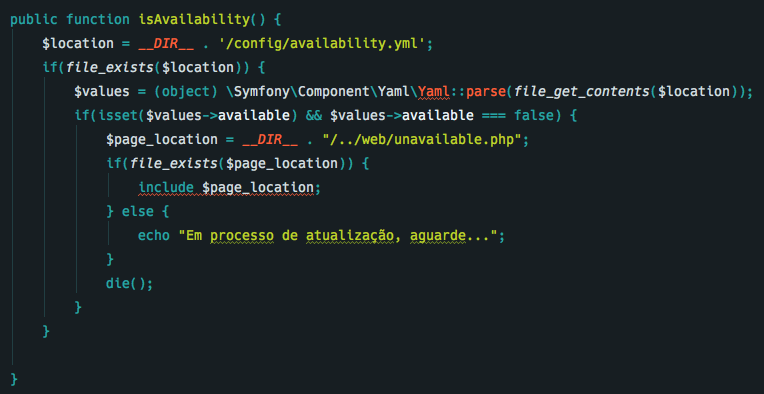 public function isAvailability() {
    $location = __DIR__ . '/config/availability.yml';
    if(file_exists($location)) {
        $values = (object) \Symfony\Component\Yaml\Yaml::parse(file_get_contents($location));
        if(isset($values->available) && $values->available === false) {
            $page_location = __DIR__ . "/../web/unavailable.php";
            if(file_exists($page_location)) {
                include $page_location;
            } else {
                echo "Em processo de atualização, aguarde...";
            }
            die();
        }
    }

}